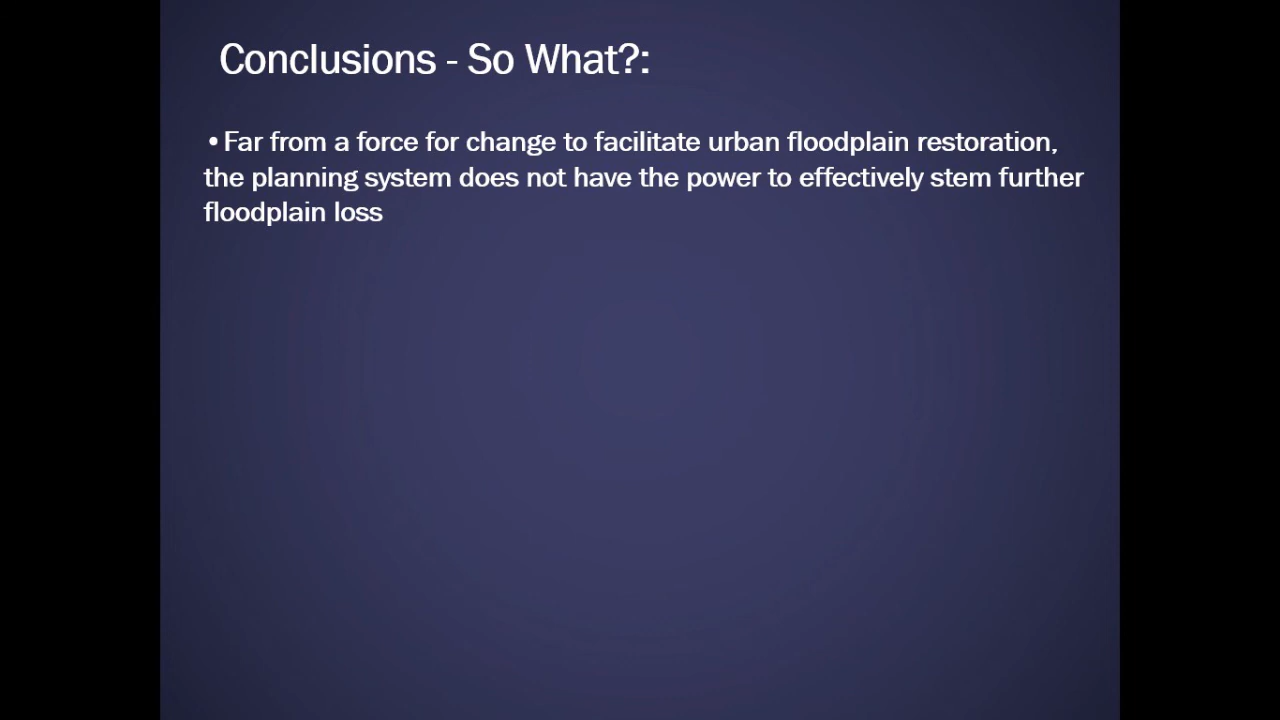 Conclusions - So What?:
•Far from a force for change to facilitate urban floodplain restoration,
the planning system does not have the power to effectively stem further
floodplain loss